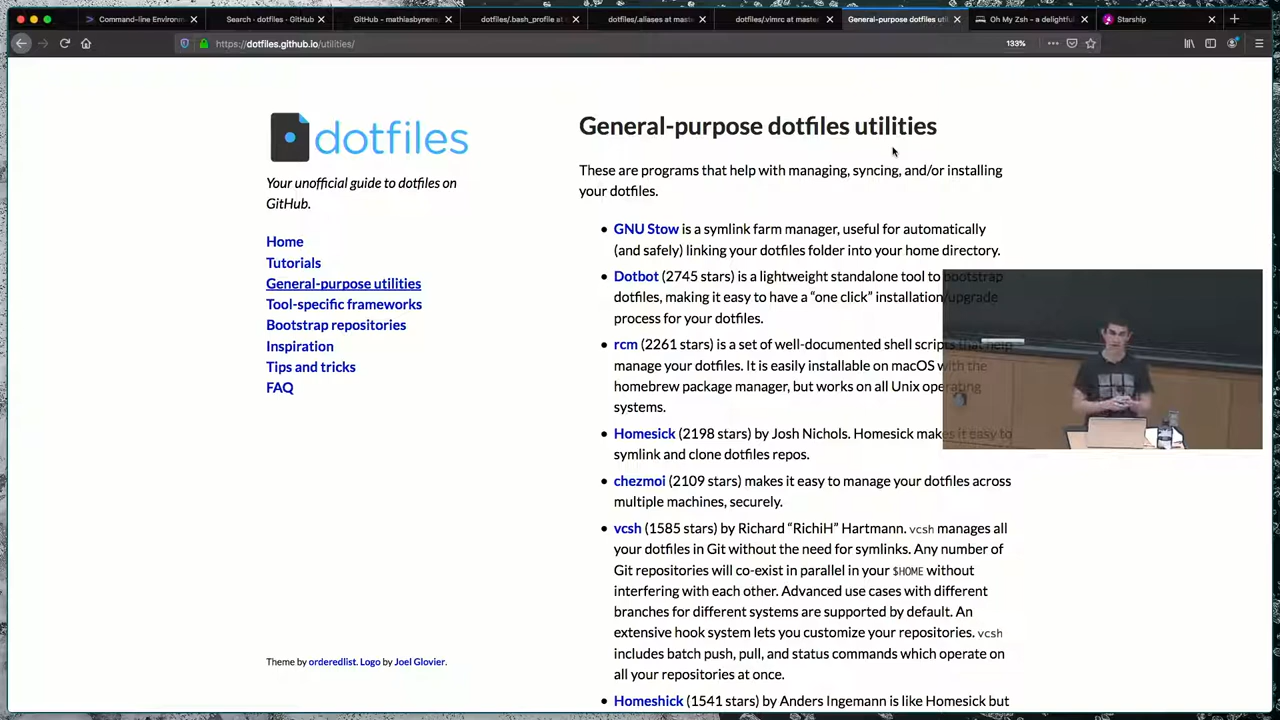 Command-line Environm
Search · dotfiles · GitHub
GitHub - mathiasbynens
dotfiles/.bash_profile at
dotfiles/.aliases at maste
dotfiles/.vimrc at master
General-purpose dotfiles uti
Oh My Zsh - a delightful
Starship
https://dotfiles.github.io/utilities/
133%
dotfiles
Your unofficial guide to dotfiles on
GitHub.
Home
Tutorials
General-purpose utilities
Tool-specific frameworks
Bootstrap repositories
Inspiration
Tips and tricks
FAQ
Theme by orderedlist. Logo by Joel Glovier.
General-purpose dotfiles utilities
These are programs that help with managing, syncing, and/or installing
your dotfiles.
GNU Stow is a symlink farm manager, useful for automatically
(and safely) linking your dotfiles folder into your home directory.
Dotbot (2745 stars) is a lightweight standalone tool to bootstrap
dotfiles, making it easy to have a “one click” installation/upgrade
process for your dotfiles.
rcm (2261 stars) is a set of well-documented shell scripts that help
manage your dotfiles. It is easily installable on macOS with the
homebrew package manager, but works on all Unix operating
systems.
Homesick (2198 stars) by Josh Nichols. Homesick makes it easy to
symlink and clone dotfiles repos.
chezmoi (2109 stars) makes it easy to manage your dotfiles across
multiple machines, securely.
vcsh (1585 stars) by Richard “RichiH” Hartmann. vcsh manages all
your dotfiles in Git without the need for symlinks. Any number of
Git repositories will co-exist in parallel in your $HOME without
interfering with each other. Advanced use cases with different
branches for different systems are supported by default. An
extensive hook system lets you customize your repositories. vcsh
includes batch push, pull, and status commands which operate on
all your repositories at once.
Homeshick (1541 stars) by Anders Ingemann is like Homesick but